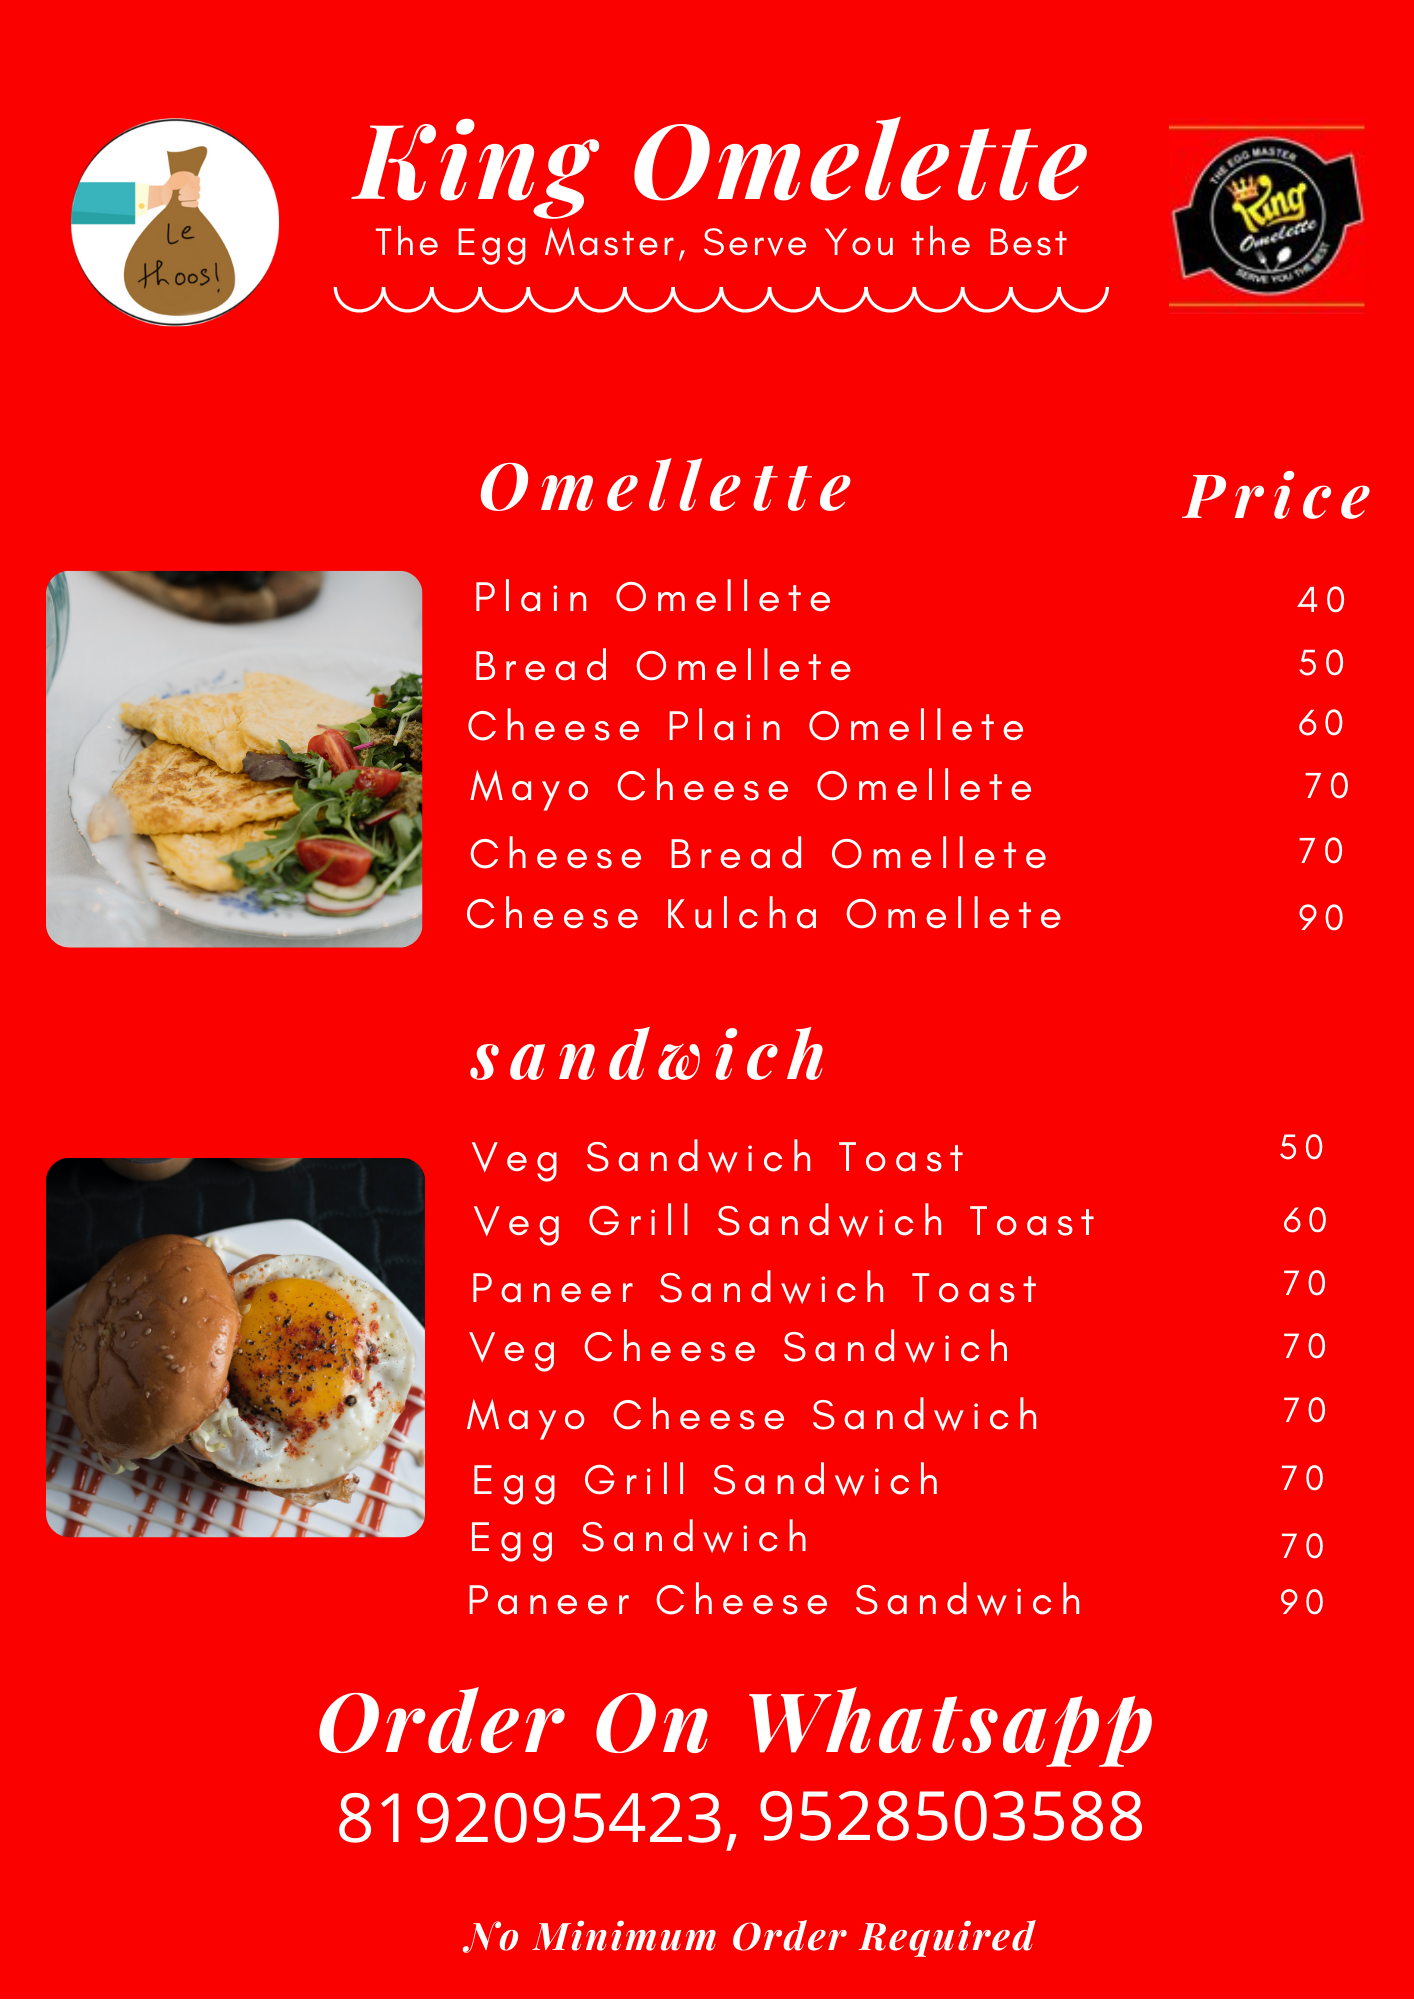 King Omelette
The Egg Master, Serve You the Best
Le
thoos!
THE EGG MASTER
King
Omelette
SERVE YOU THE BEST
Omellette Price
Plain Omellete 40
Bread Omellete 50
Cheese Plain Omellete 60
Mayo Cheese Omellete 70
Cheese Bread Omellete 70
Cheese Kulcha Omellete 90
sandwich
Veg Sandwich Toast 50
Veg Grill Sandwich Toast 60
Paneer Sandwich Toast 70
Veg Cheese Sandwich 70
Mayo Cheese Sandwich 70
Egg Grill Sandwich 70
Egg Sandwich 70
Paneer Cheese Sandwich 90
Order On Whatsapp
8192095423, 9528503588
No Minimum Order Required